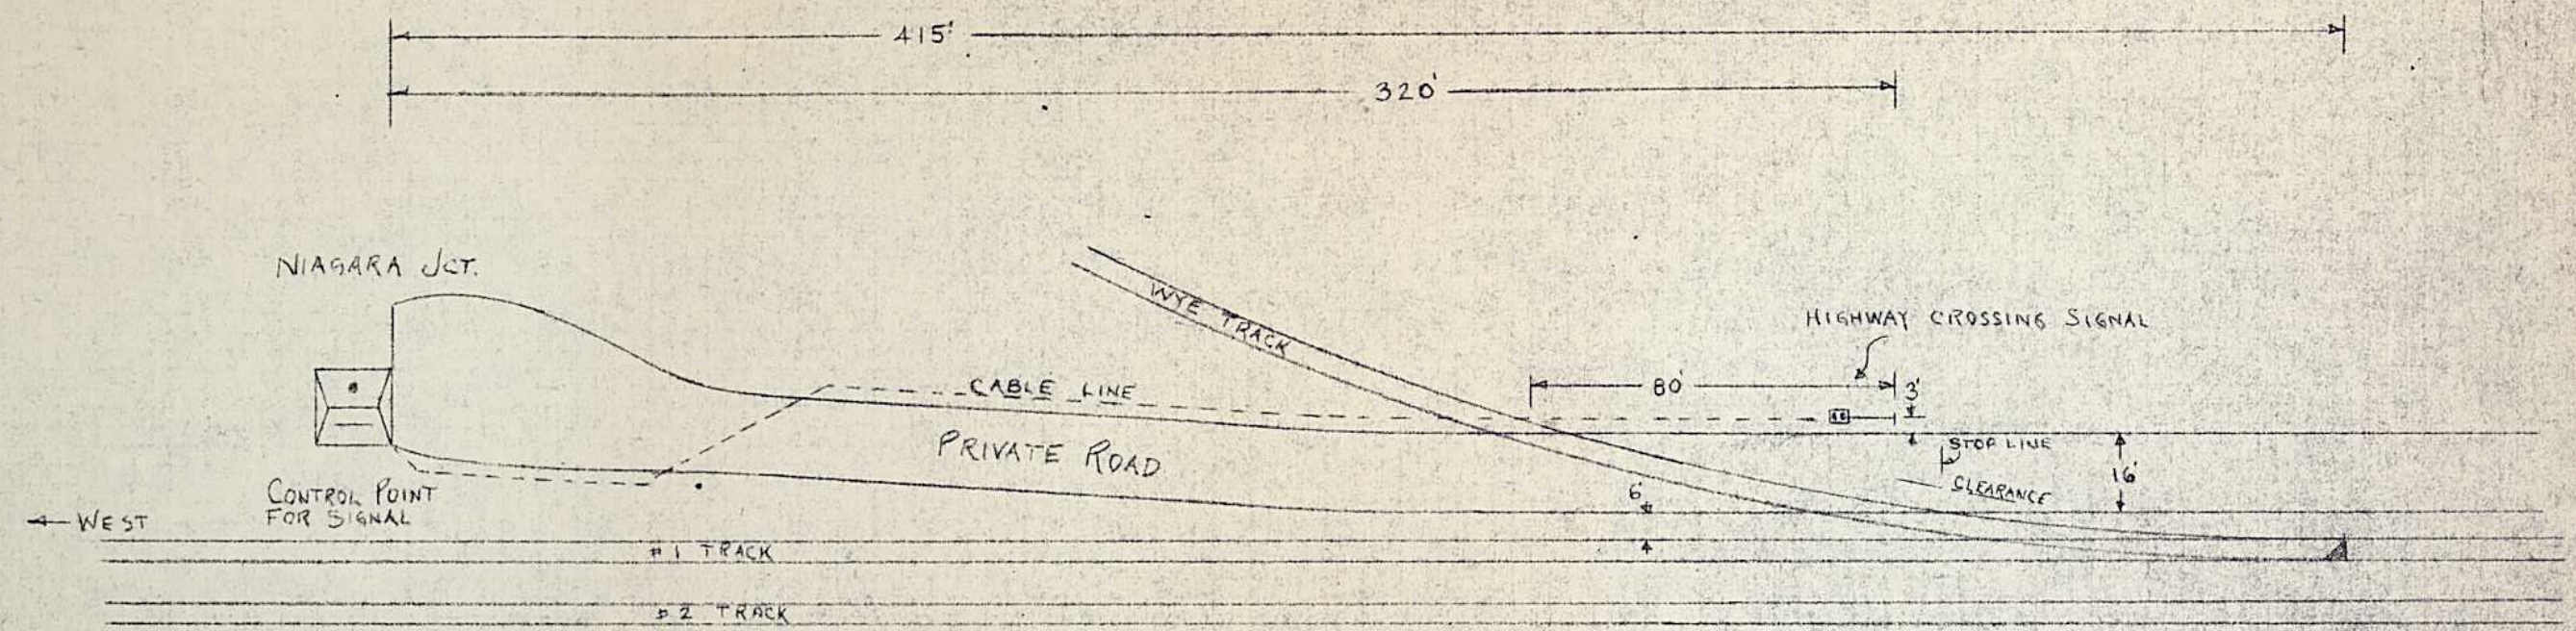 415'
320'
NIAGARA JCT.
WYE TRACK
HIGHWAY CROSSING SIGNAL
80'
3'
CABLE LINE
PRIVATE ROAD
STOP LINE
16'
CLEARANCE
6'
CONTROL POINT
FOR SIGNAL
WEST
#1 TRACK
#2 TRACK